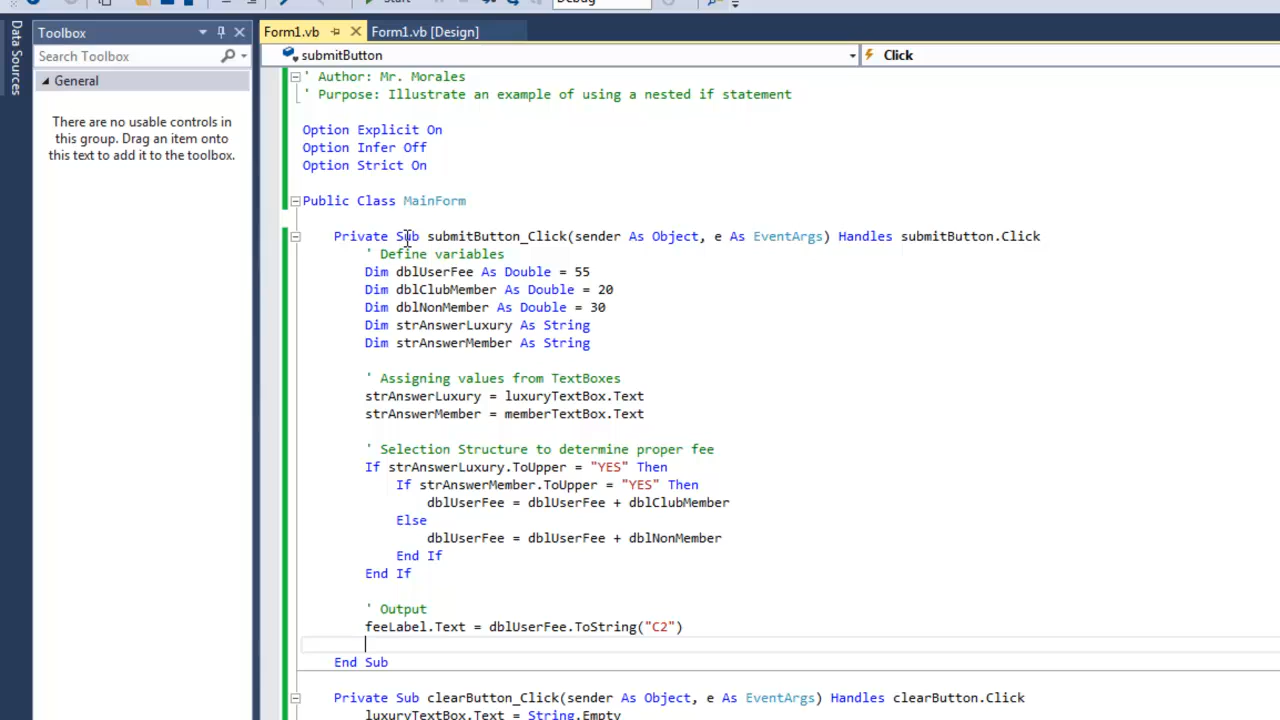 Start
Debug
Data Sources
Toolbox
Search Toolbox
General
There are no usable controls in
this group. Drag an item onto
this text to add it to the toolbox.
Form1.vb
Form1.vb [Design]
submitButton
Click
' Author: Mr. Morales
' Purpose: Illustrate an example of using a nested if statement
Option Explicit On
Option Infer Off
Option Strict On
Public Class MainForm
Private Sub submitButton_Click(sender As Object, e As EventArgs) Handles submitButton.Click
' Define variables
Dim dblUserFee As Double = 55
Dim dblClubMember As Double = 20
Dim dblNonMember As Double = 30
Dim strAnswerLuxury As String
Dim strAnswerMember As String
' Assigning values from TextBoxes
strAnswerLuxury = luxuryTextBox.Text
strAnswerMember = memberTextBox.Text
' Selection Structure to determine proper fee
If strAnswerLuxury.ToUpper = "YES" Then
If strAnswerMember.ToUpper = "YES" Then
dblUserFee = dblUserFee + dblClubMember
Else
dblUserFee = dblUserFee + dblNonMember
End If
End If
' Output
feeLabel.Text = dblUserFee.ToString("C2")
End Sub
Private Sub clearButton_Click(sender As Object, e As EventArgs) Handles clearButton.Click
luxuryTextBox.Text = String.Empty